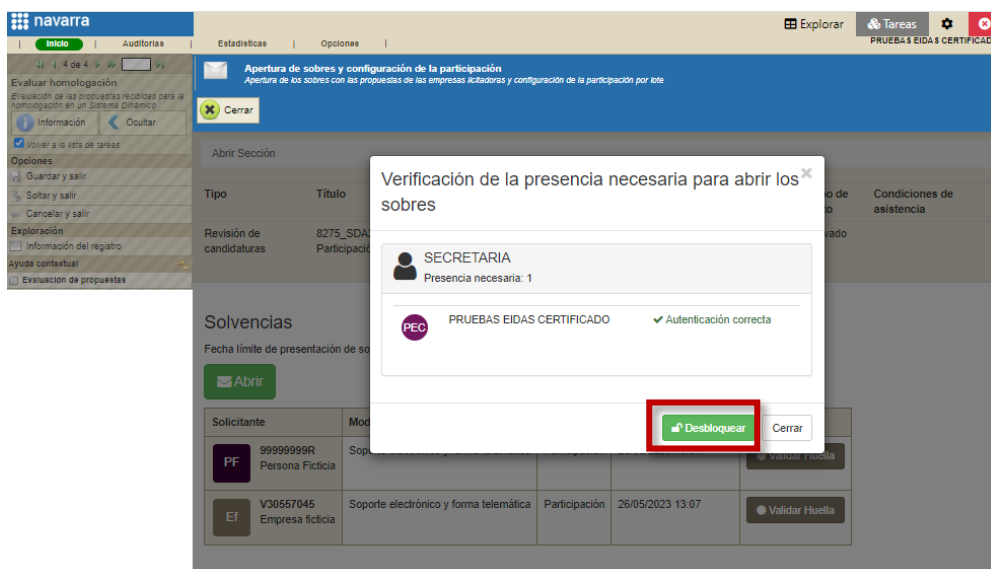 navarra
Explorar
Tareas
PRUEBAS EIDAS CERTIFICAD
| Inicio | Auditorias | Estadísticas | Opciones |
4 de 4
Evaluar homologación
Evaluación de las propuestas recibidas para la
homologación en un Sistema Dinámico
Información
Ocultar
Volver a la lista de tareas
Opciones
Guardar y salir
Soltar y salir
Cancelar y salir
Exploración
Información del registro
Ayuda contextual
Evaluación de propuestas
Apertura de sobres y configuración de la participación
Apertura de los sobres con las propuestas de las empresas licitadoras y configuración de la participación por lote
Cerrar
Abrir Sección
Tipo
Título
o de
Condiciones de
asistencia
Revisión de
candidaturas
8275_SDA
Participació
vado
Verificación de la presencia necesaria para abrir los
sobres
×
SECRETARIA
Presencia necesaria: 1
PEC
PRUEBAS EIDAS CERTIFICADO
Autenticación correcta
Desbloquear
Cerrar
Solvencias
Fecha límite de presentación de so
Abrir
Solicitante
Mod
PF
99999999R
Persona Ficticia
Validar Huella
Ef
V30557045
Empresa ficticia
Soporte electrónico y forma telemática
Participación
26/05/2023 13:07
Validar Huella